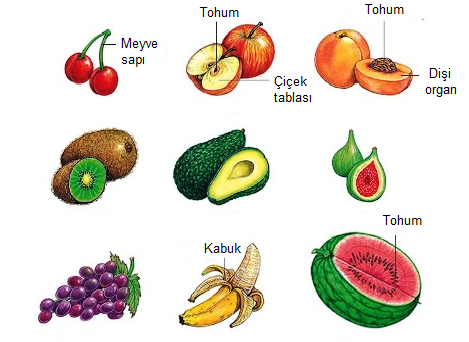 Tohum
Tohum
Meyve
sapı
Çiçek
tablası
Dişi
organ
Tohum
Kabuk